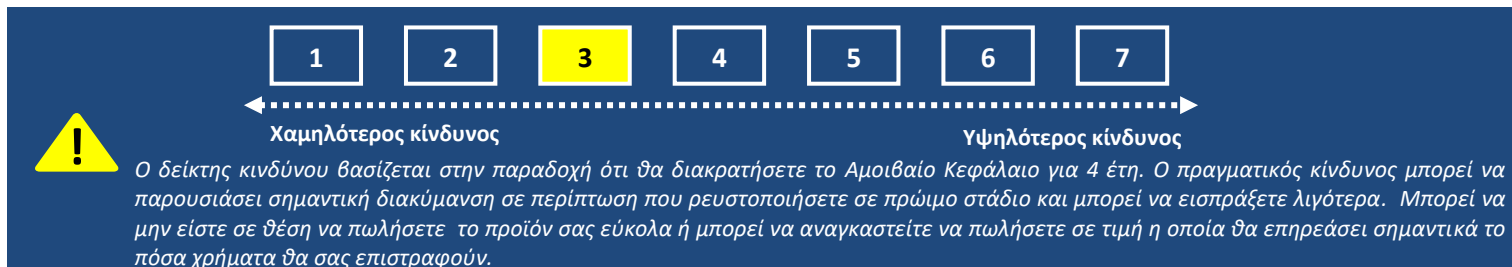 1 2 3 4 5 6 7
Χαμηλότερος κίνδυνος Υψηλότερος κίνδυνος
!
Ο δείκτης κινδύνου βασίζεται στην παραδοχή ότι θα διακρατήσετε το Αμοιβαίο Κεφάλαιο για 4 έτη. Ο πραγματικός κίνδυνος μπορεί να
παρουσιάσει σημαντική διακύμανση σε περίπτωση που ρευστοποιήσετε σε πρώιμο στάδιο και μπορεί να εισπράξετε λιγότερα. Μπορεί να
μην είστε σε θέση να πωλήσετε το προϊόν σας εύκολα ή μπορεί να αναγκαστείτε να πωλήσετε σε τιμή η οποία θα επηρεάσει σημαντικά το
πόσα χρήματα θα σας επιστραφούν.